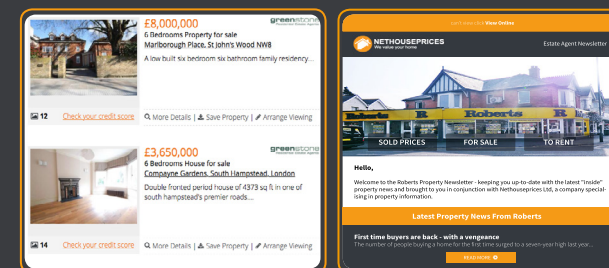 £8,000,000
greenstone
6 Bedrooms Property for sale
Marlborough Place, St John's Wood NW8
A low built six bedroom six bathroom family residency...
12 Check your credit score
More Details | Save Property | Arrange Viewing
£3,650,000
greenstone
6 Bedrooms House for sale
Compayne Gardens, South Hampstead, London
Double fronted period house of 4373 sq ft in one of
south hampstead's premier roads...
14 Check your credit score
More Details | Save Property | Arrange Viewing
Can't view click View Online
NETHOUSEPRICES
We value your home
Estate Agent Newsletter
Roberts R Roberts R
SOLD PRICES
FOR SALE
TO RENT
Hello,
Welcome to the Roberts Property Newsletter - keeping you up-to-date with the latest "inside"
property news and brought to you in conjunction with Nethouseprices Ltd, a company special-
ising in property information.
Latest Property News From Roberts
First time buyers are back - with a vengeance
The number of people buying a home for the first time surged to a seven-year high last year...
READ MORE